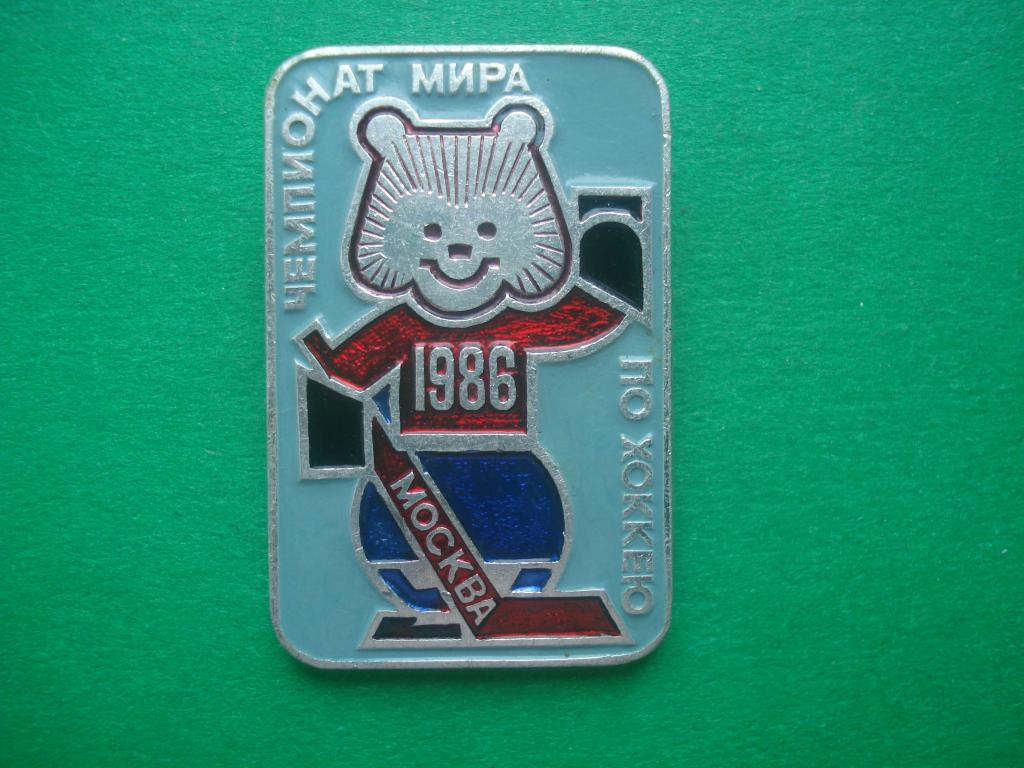 ЧЕМПИОНАТ МИРА
ПО ХОККЕЮ
1986
МОСКВА